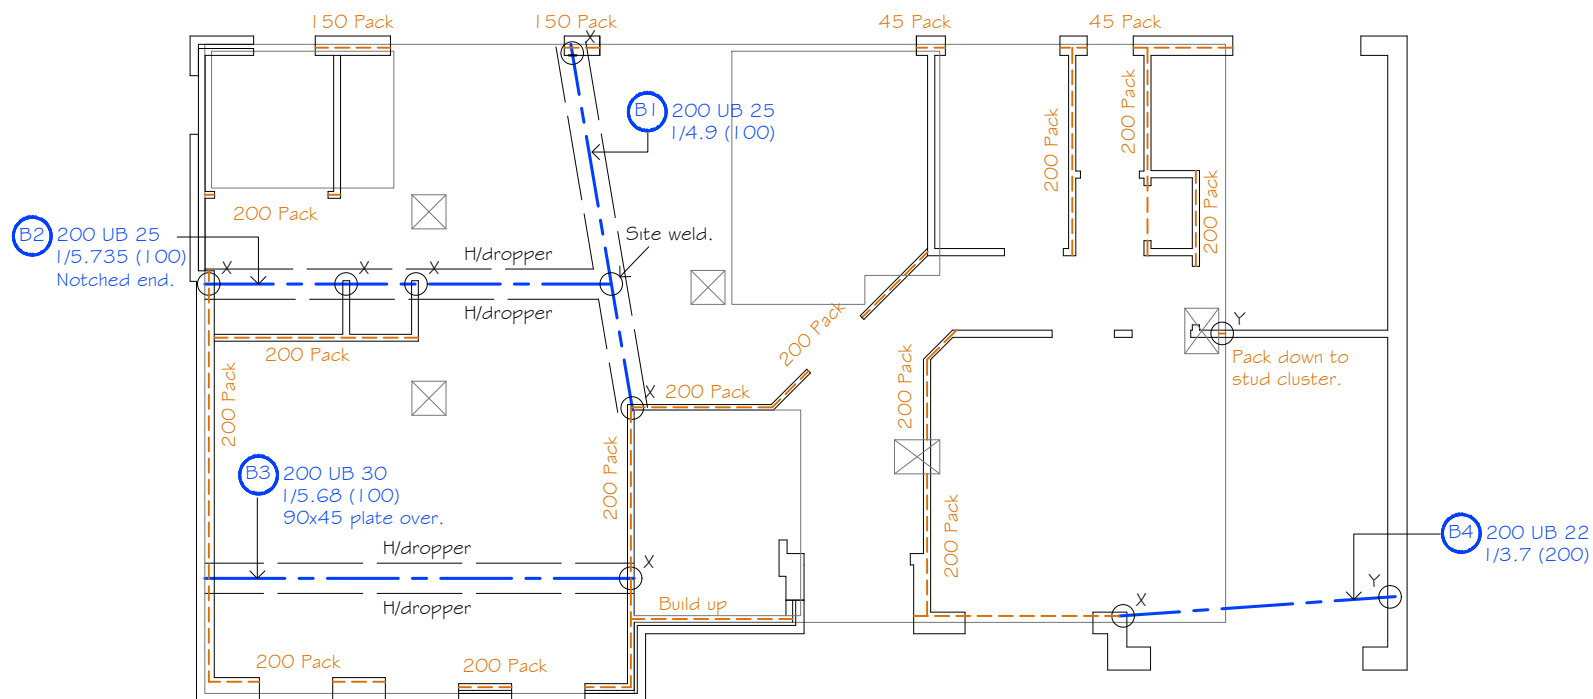 150 Pack
150 Pack
45 Pack
45 Pack
X
B1
200 UB 25
1/4.9 (100)
200 Pack
200 Pack
200 Pack
200 Pack
B2
200 UB 25
1/5.735 (100)
Notched end.
Site weld.
H/dropper
X
X
X
H/dropper
200 Pack
200 Pack
Y
Pack down to
stud cluster.
X
200 Pack
200 Pack
200 Pack
B3
200 UB 30
1/5.68 (100)
90x45 plate over.
200 Pack
200 Pack
B4
200 UB 22
1/3.7 (200)
H/dropper
X
H/dropper
Build up
X
Y
200 Pack
200 Pack